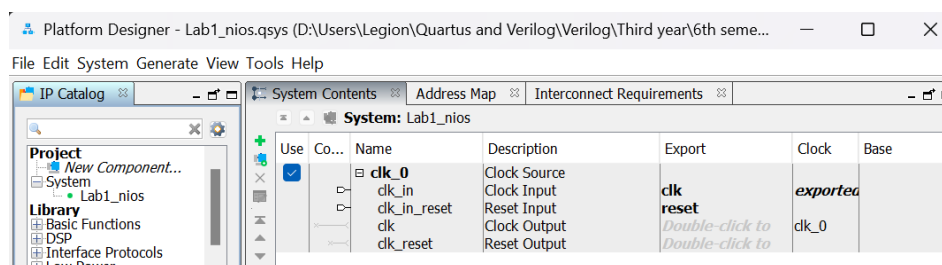 Platform Designer - Lab1_nios.qsys (D:\Users\Legion\Quartus and Verilog\Verilog\Third year\6th seme...
File Edit System Generate View Tools Help
IP Catalog
System Contents Address Map Interconnect Requirements
System: Lab1_nios
Project
New Component...
System
Lab1_nios
Library
Basic Functions
DSP
Interface Protocols
Use Co... Name Description Export Clock Base
clk_0 Clock Source
clk_in Clock Input clk exported
clk_in_reset Reset Input reset
clk Clock Output Double-click to clk_0
clk_reset Reset Output Double-click to